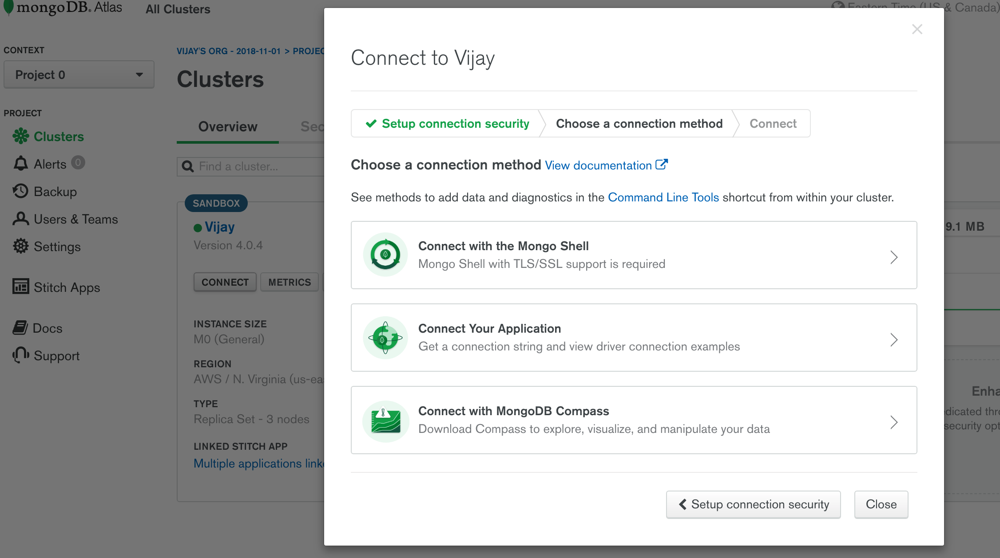 mongoDB. Atlas
All Clusters
Eastern Time (US & Canada)
CONTEXT
Project 0
PROJECT
Clusters
Alerts 0
Backup
Users & Teams
Settings
Stitch Apps
Docs
Support
VIJAY'S ORG - 2018-11-01 > PROJEC
Clusters
Overview
Sec
Find a cluster...
SANDBOX
Vijay
Version 4.0.4
CONNECT
METRICS
INSTANCE SIZE
M0 (General)
REGION
AWS / N. Virginia (us-eas
TYPE
Replica Set - 3 nodes
LINKED STITCH APP
Multiple applications linke
Connect to Vijay
Setup connection security
Choose a connection method
Connect
Choose a connection method View documentation
See methods to add data and diagnostics in the Command Line Tools shortcut from within your cluster.
Connect with the Mongo Shell
Mongo Shell with TLS/SSL support is required
Connect Your Application
Get a connection string and view driver connection examples
Connect with MongoDB Compass
Download Compass to explore, visualize, and manipulate your data
Setup connection security
Close
9.1 MB
Enha
edicated thro
security opt